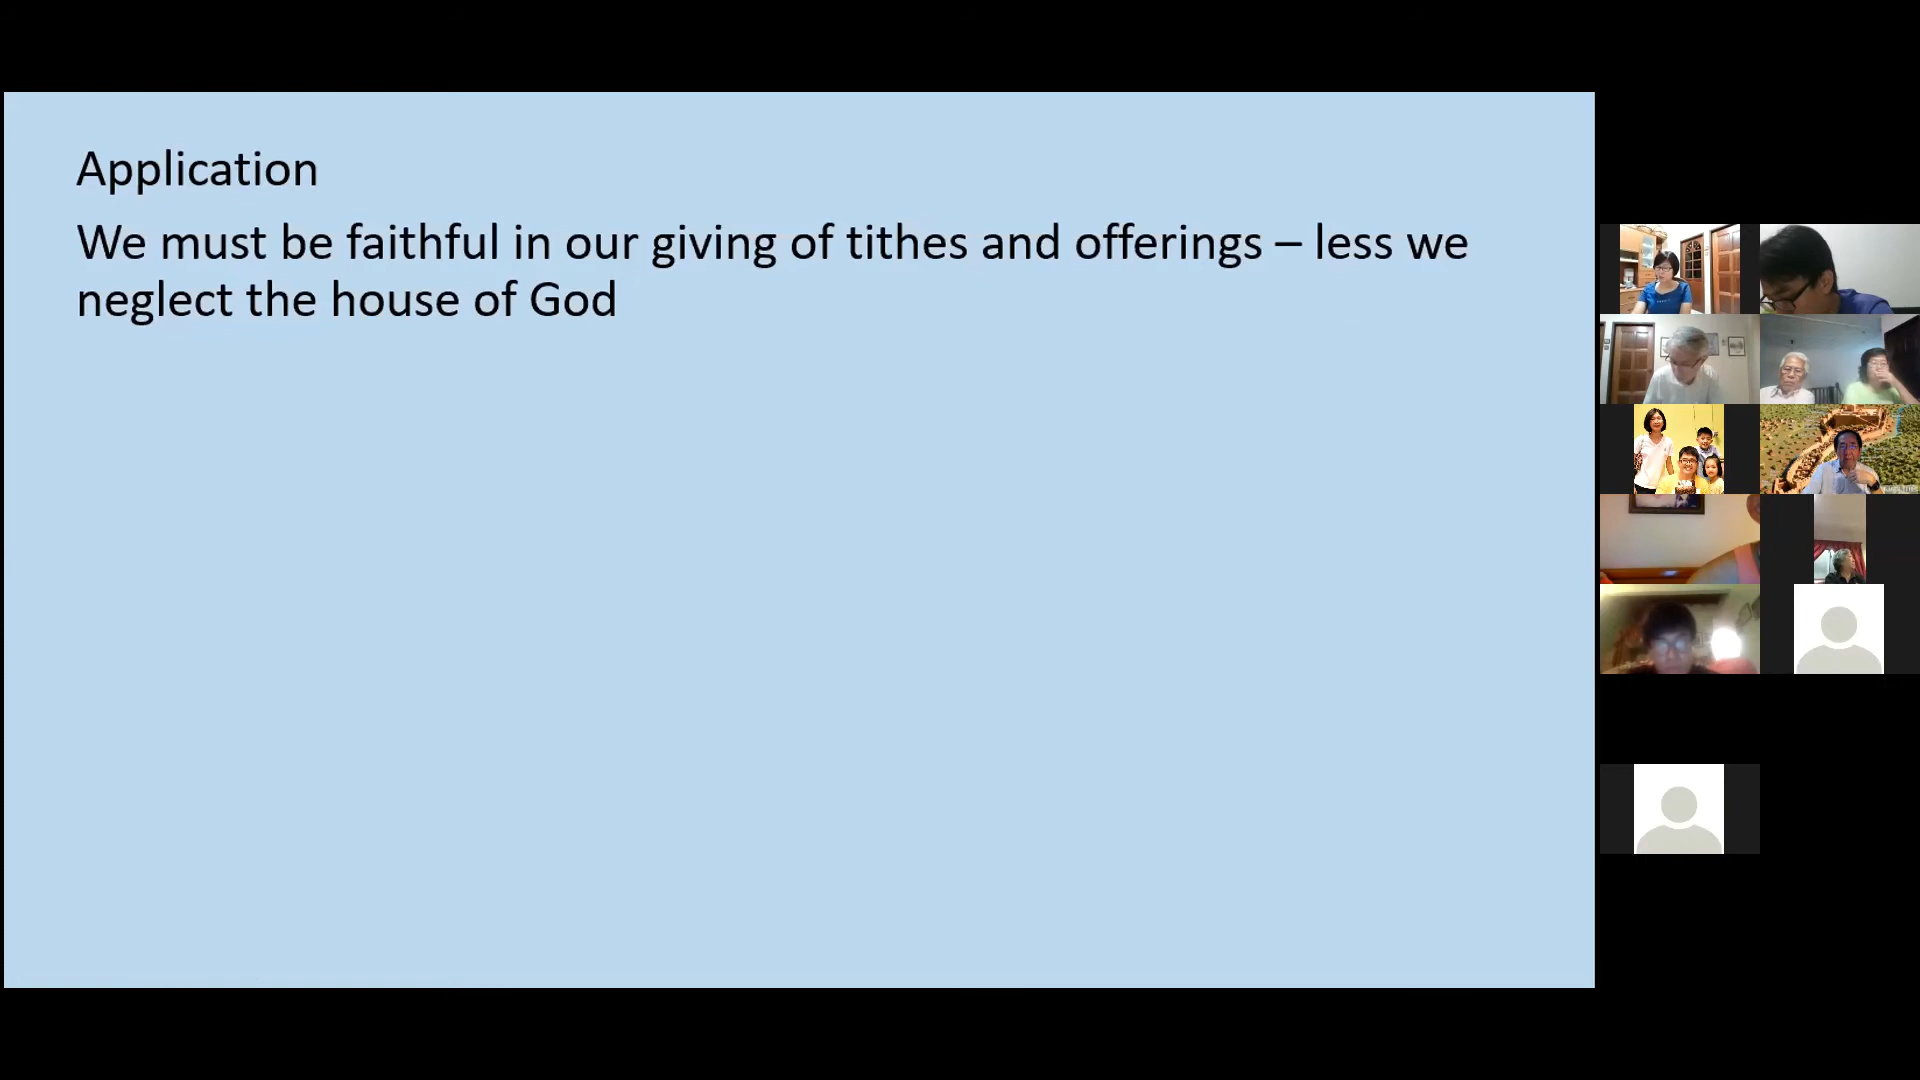 Application
We must be faithful in our giving of tithes and offerings – less we
neglect the house of God